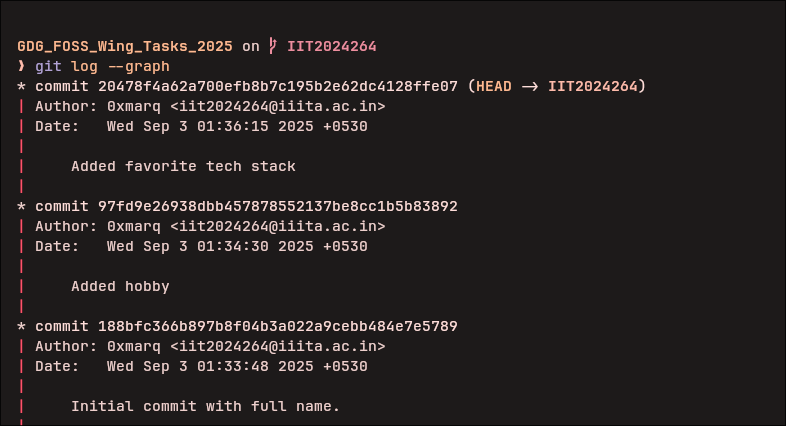 GDG_FOSS_Wing_Tasks_2025 on IIT2024264
❯ git log --graph
* commit 20478f4a62a700efb8b7c195b2e62dc4128ffe07 (HEAD -> IIT2024264)
| Author: 0xmarq <iit2024264@iiita.ac.in>
| Date:   Wed Sep 3 01:36:15 2025 +0530
|
|     Added favorite tech stack
|
* commit 97fd9e26938dbb457878552137be8cc1b5b83892
| Author: 0xmarq <iit2024264@iiita.ac.in>
| Date:   Wed Sep 3 01:34:30 2025 +0530
|
|     Added hobby
|
* commit 188bfc366b897b8f04b3a022a9cebb484e7e5789
| Author: 0xmarq <iit2024264@iiita.ac.in>
| Date:   Wed Sep 3 01:33:48 2025 +0530
|
|     Initial commit with full name.
|